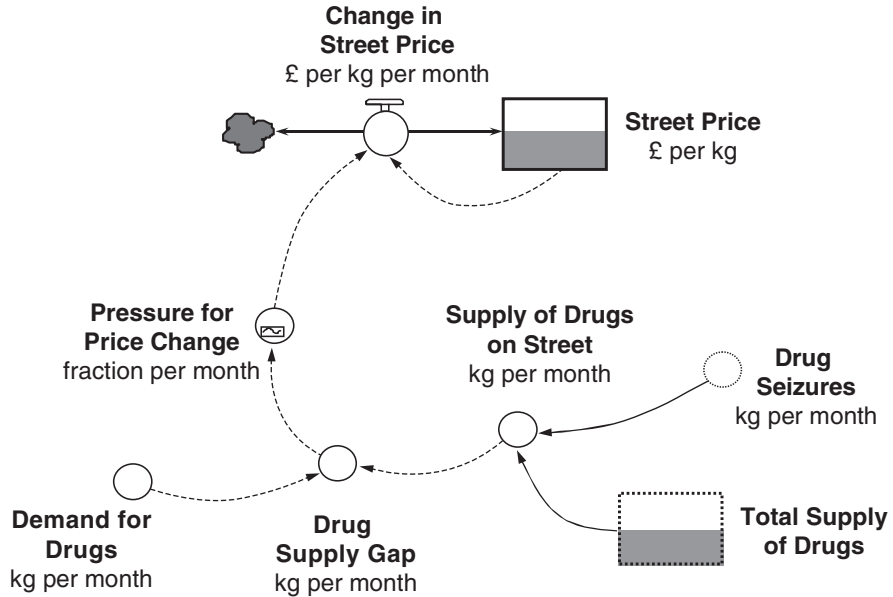 Change in
Street Price
£ per kg per month
Street Price
£ per kg
Pressure for
Price Change
fraction per month
Supply of Drugs
on Street
kg per month
Drug
Seizures
kg per month
Demand for
Drugs
kg per month
Drug
Supply Gap
kg per month
Total Supply
of Drugs